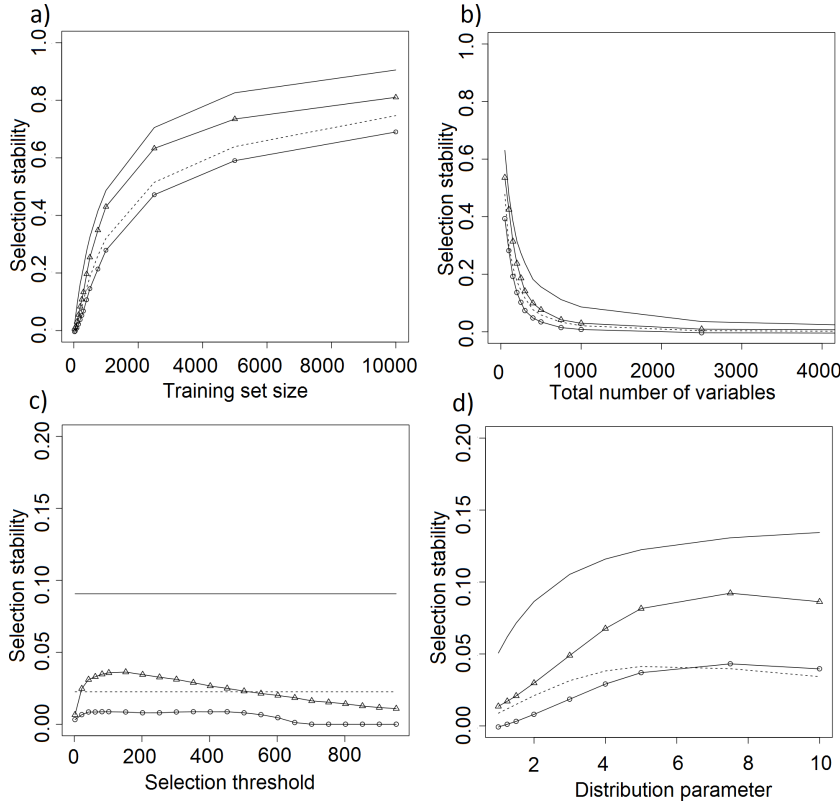 a)
1.0
0.8
0.6
0.4
0.2
0.0
Selection stability
0 2000 4000 6000 8000 10000
Training set size
b)
1.0
0.8
0.6
0.4
0.2
0.0
Selection stability
0 1000 2000 3000 4000
Total number of variables
c)
0.20
0.15
0.10
0.05
0.00
Selection stability
0 200 400 600 800
Selection threshold
d)
0.20
0.15
0.10
0.05
0.00
Selection stability
2 4 6 8 10
Distribution parameter